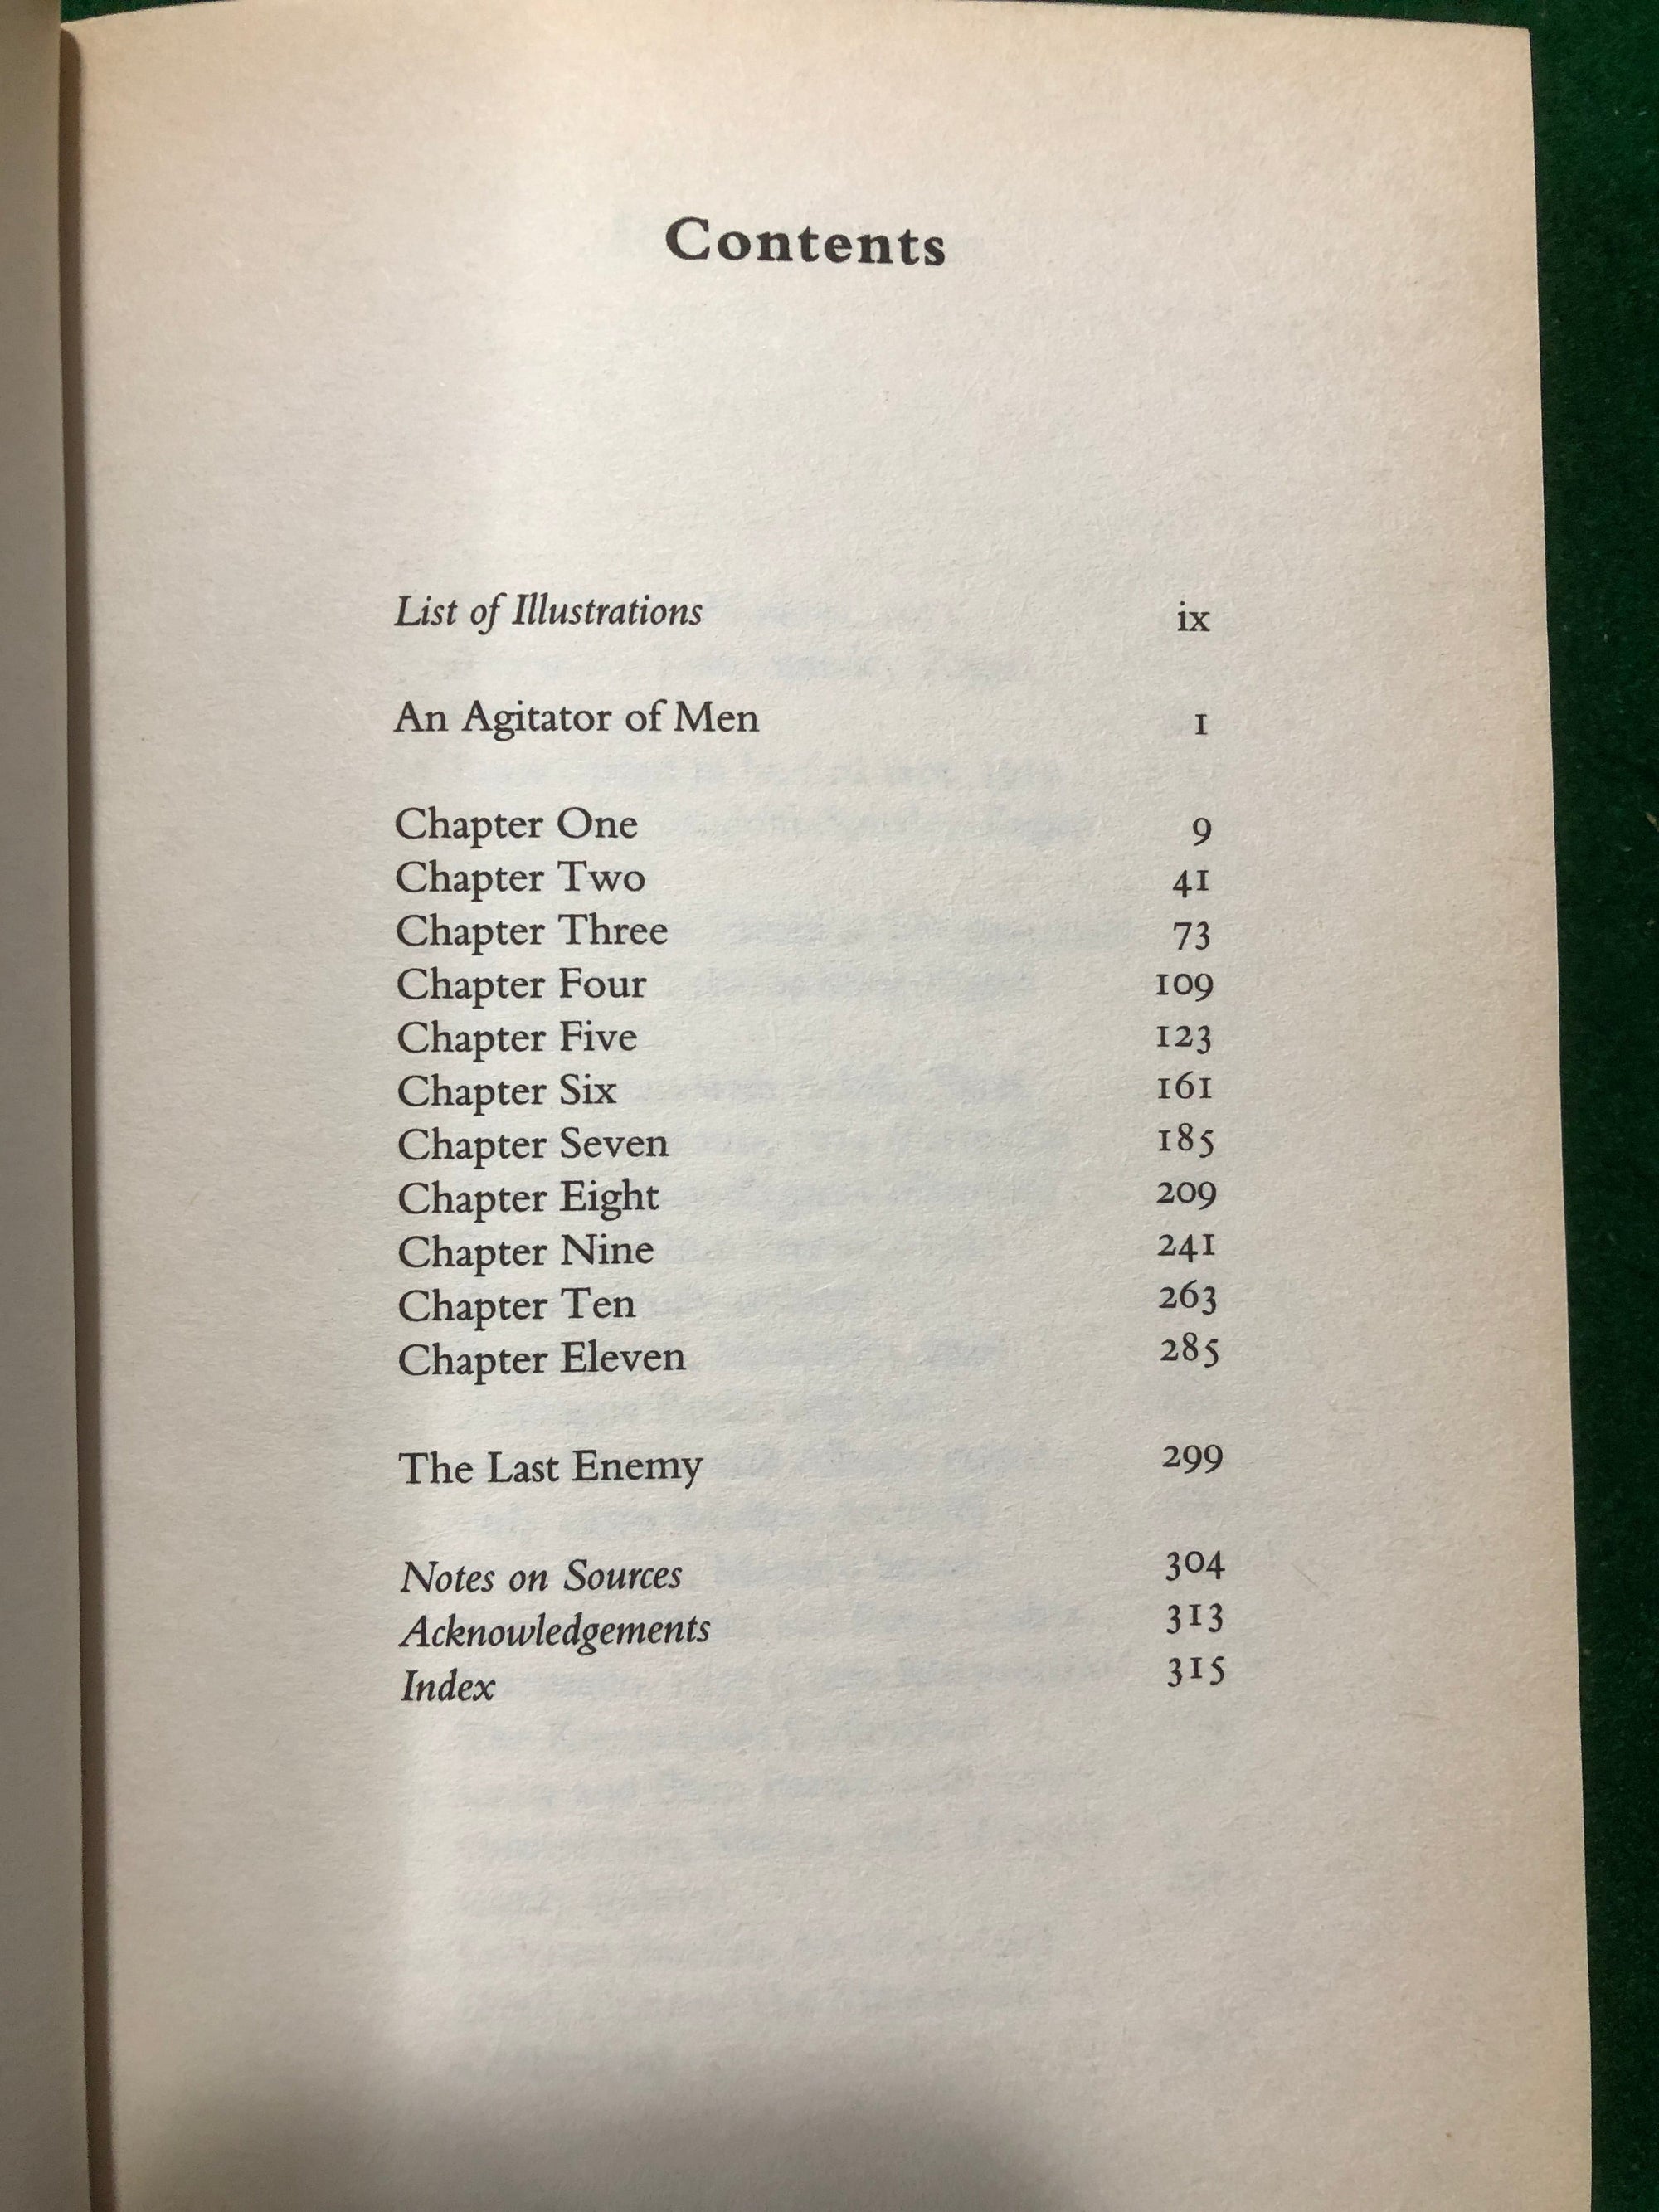 Contents
List of Illustrations ix
An Agitator of Men 1
Chapter One 9
Chapter Two 41
Chapter Three 73
Chapter Four 109
Chapter Five 123
Chapter Six 161
Chapter Seven 185
Chapter Eight 209
Chapter Nine 241
Chapter Ten 263
Chapter Eleven 285
The Last Enemy 299
Notes on Sources 304
Acknowledgements 313
Index 315